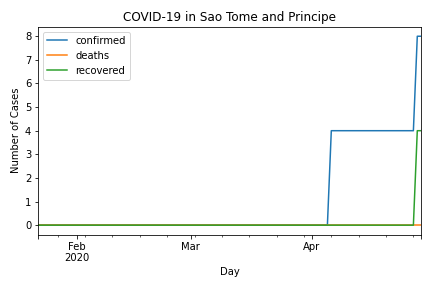 COVID-19 in Sao Tome and Principe
confirmed
deaths
recovered
Number of Cases
8
7
6
5
4
3
2
1
0
Feb
2020
Mar
Apr
Day